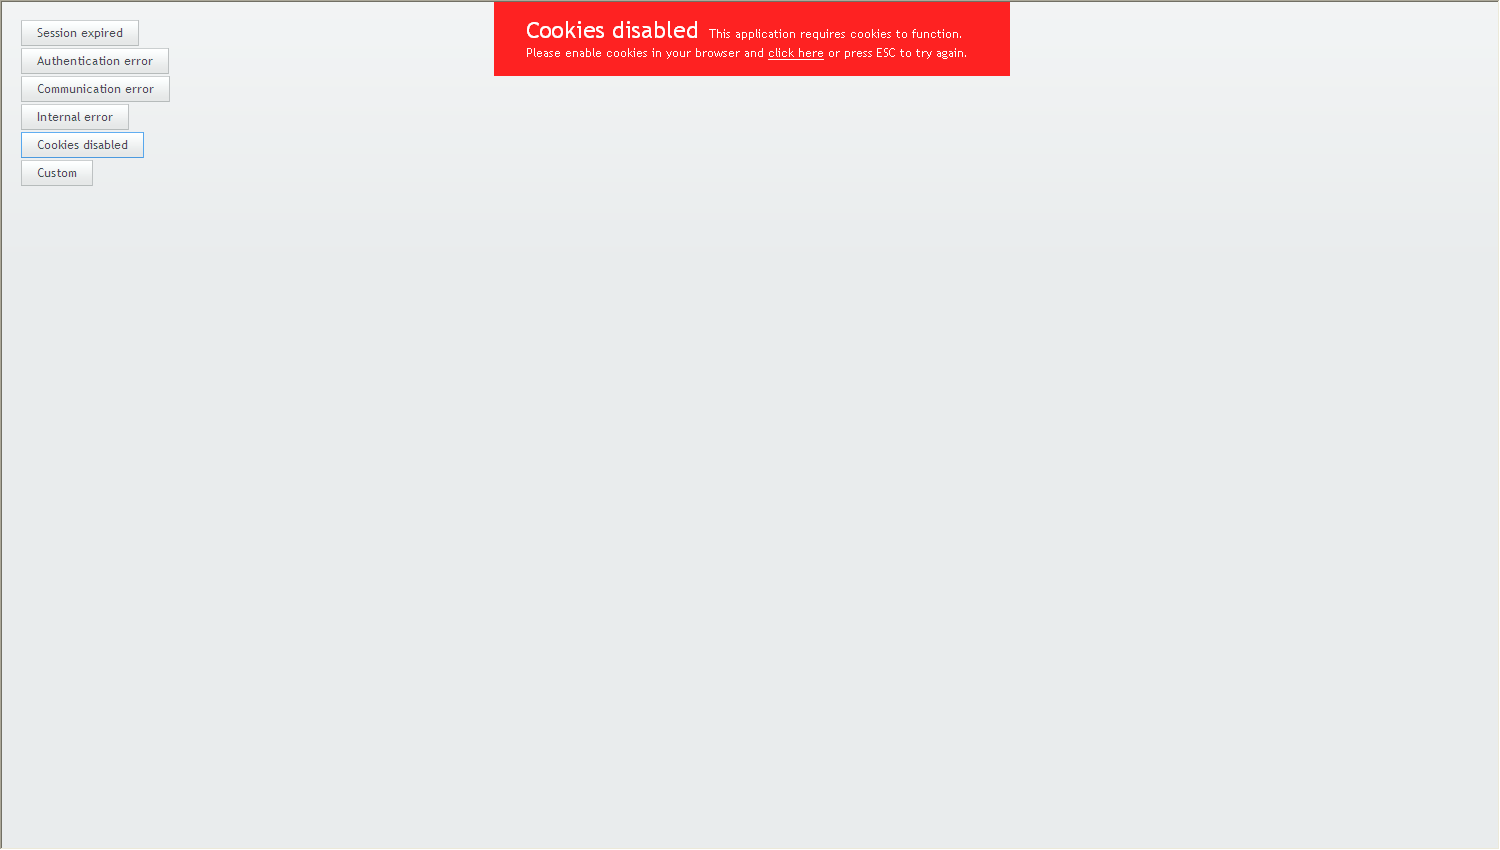 Session expired
Authentication error
Communication error
Internal error
Cookies disabled
Custom
Cookies disabled This application requires cookies to function.
Please enable cookies in your browser and click here or press ESC to try again.